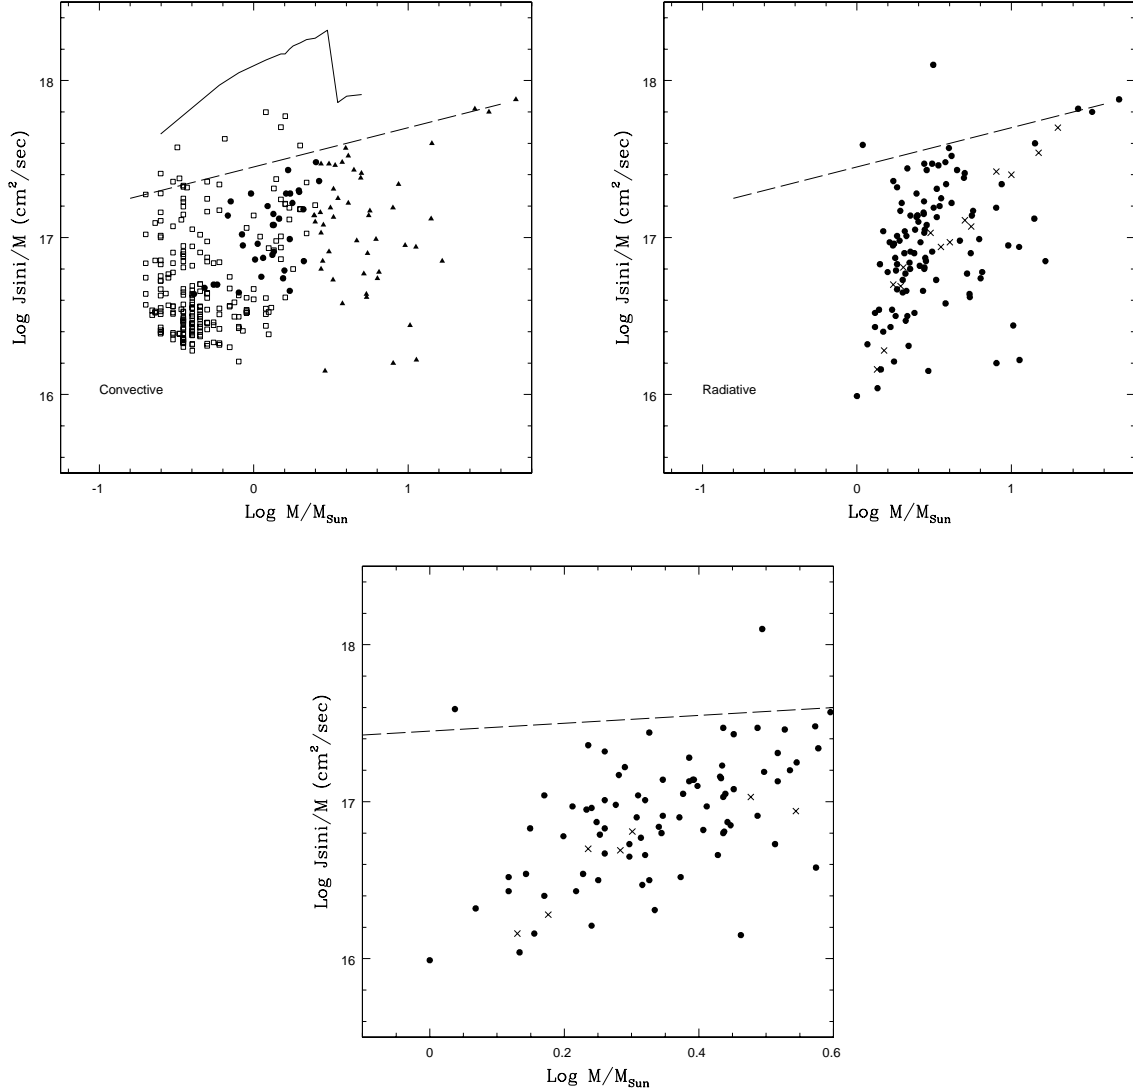 18
17
16
Log Jsini/M (cm²/sec)
Convective
-1
0
1
Log M/M_Sun
18
17
16
Log Jsini/M (cm²/sec)
Radiative
-1
0
1
Log M/M_Sun
18
17
16
Log Jsini/M (cm²/sec)
0
0.2
0.4
0.6
Log M/M_Sun